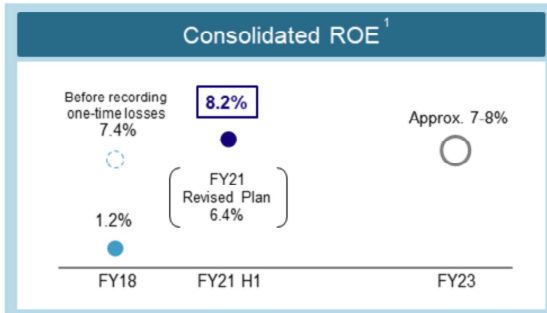 Consolidated ROE 1
Before recording
one-time losses
7.4%
8.2%
Approx. 7-8%
FY21
Revised Plan
6.4%
1.2%
FY18
FY21 H1
FY23